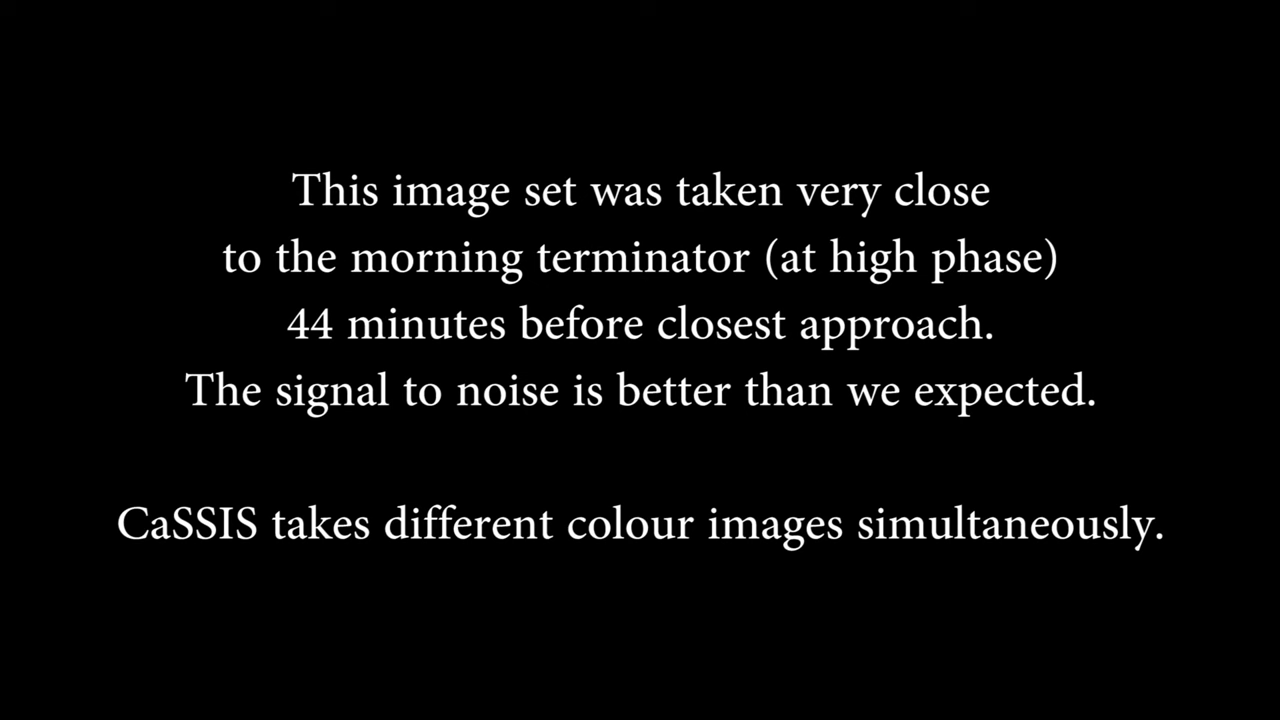 This image set was taken very close
to the morning terminator (at high phase)
44 minutes before closest approach.
The signal to noise is better than we expected.
CaSSIS takes different colour images simultaneously.